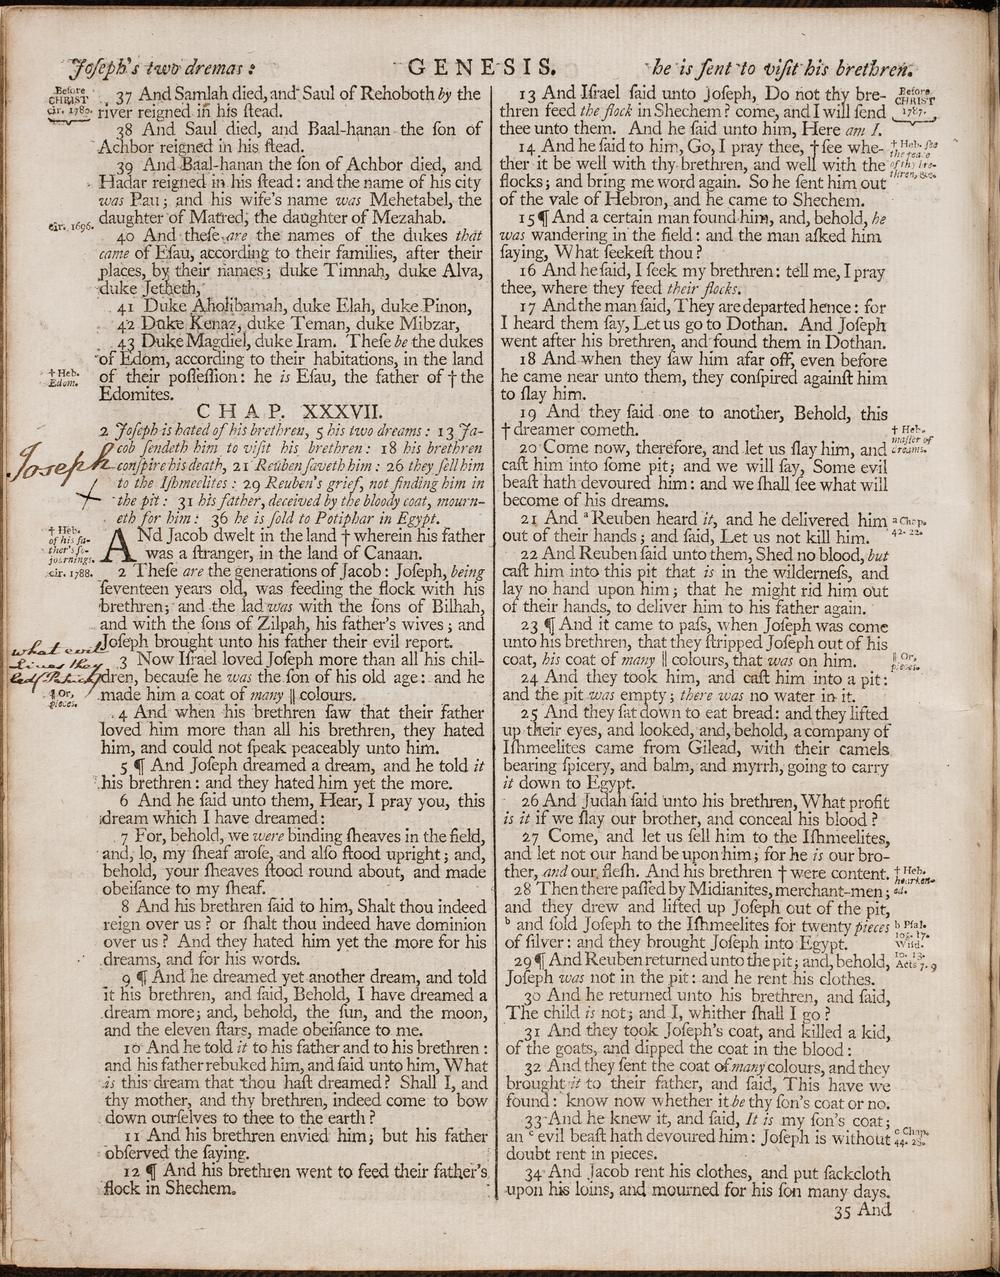 Joſeph's two dremas :
GENESIS.
he is ſent to viſit his brethren.
Before
CHRIST
cir. 1780.
37 And Samlah died, and Saul of Rehoboth by the
river reigned in his ſtead.
38 And Saul died, and Baal-hanan the ſon of
Achbor reigned in his ſtead.
39 And Baal-hanan the ſon of Achbor died, and
Hadar reigned in his ſtead : and the name of his city
was Pau ; and his wife's name was Mehetabel, the
daughter of Matred, the daughter of Mezahab.
cir. 1696.
40 And theſe are the names of the dukes that
came of Eſau, according to their families, after their
places, by their names ; duke Timnah, duke Alva,
duke Jetheth,
41 Duke Aholibamah, duke Elah, duke Pinon,
42 Duke Kenaz, duke Teman, duke Mibzar,
43 Duke Magdiel, duke Iram. Theſe be the dukes
of Edom, according to their habitations, in the land
of their poſſeſſion : he is Eſau, the father of † the
Edomites.
† Heb.
Edom.
CHAP. XXXVII.
2 Joſeph is hated of his brethren, 5 his two dreams : 13 Ja-
cob ſendeth him to viſit his brethren : 18 his brethren
conſpire his death, 21 Reuben ſaveth him : 26 they ſell him
to the Iſhmeelites : 29 Reuben's grief, not finding him in
the pit : 31 his father, deceived by the bloody coat, mourn-
eth for him : 36 he is ſold to Potiphar in Egypt.
Joseph
† Heb.
of his fa-
ther's ſo-
journings.
cir. 1788.
ANd Jacob dwelt in the land † wherein his father
was a ſtranger, in the land of Canaan.
2 Theſe are the generations of Jacob : Joſeph, being
ſeventeen years old, was feeding the flock with his
brethren ; and the lad was with the ſons of Bilhah,
and with the ſons of Zilpah, his father's wives ; and
Joſeph brought unto his father their evil report.
what evil
lives they
3 Now Iſrael loved Joſeph more than all his chil-
dren, becauſe he was the ſon of his old age : and he
made him a coat of many ‖ colours.
‖ Or,
pieces.
4 And when his brethren ſaw that their father
loved him more than all his brethren, they hated
him, and could not ſpeak peaceably unto him.
5 ¶ And Joſeph dreamed a dream, and he told it
his brethren : and they hated him yet the more.
6 And he ſaid unto them, Hear, I pray you, this
dream which I have dreamed :
7 For, behold, we were binding ſheaves in the field,
and, lo, my ſheaf aroſe, and alſo ſtood upright ; and,
behold, your ſheaves ſtood round about, and made
obeiſance to my ſheaf.
8 And his brethren ſaid to him, Shalt thou indeed
reign over us ? or ſhalt thou indeed have dominion
over us ? And they hated him yet the more for his
dreams, and for his words.
9 ¶ And he dreamed yet another dream, and told
it his brethren, and ſaid, Behold, I have dreamed a
dream more ; and, behold, the ſun, and the moon,
and the eleven ſtars, made obeiſance to me.
10 And he told it to his father and to his brethren :
and his father rebuked him, and ſaid unto him, What
is this dream that thou haſt dreamed ? Shall I, and
thy mother, and thy brethren, indeed come to bow
down ourſelves to thee to the earth ?
11 And his brethren envied him ; but his father
obſerved the ſaying.
12 ¶ And his brethren went to feed their father's
flock in Shechem.
13 And Iſrael ſaid unto Joſeph, Do not thy bre-
thren feed the flock in Shechem ? come, and I will ſend
thee unto them. And he ſaid unto him, Here am I.
Before
CHRIST
1787.
14 And he ſaid to him, Go, I pray thee, † ſee whe-
ther it be well with thy brethren, and well with the
flocks ; and bring me word again. So he ſent him out
of the vale of Hebron, and he came to Shechem.
† Heb. ſee
the peace
of thy bre-
thren, &c.
15 ¶ And a certain man found him, and, behold, he
was wandering in the field : and the man aſked him
ſaying, What ſeekeſt thou ?
16 And he ſaid, I ſeek my brethren : tell me, I pray
thee, where they feed their flocks.
17 And the man ſaid, They are departed hence : for
I heard them ſay, Let us go to Dothan. And Joſeph
went after his brethren, and found them in Dothan.
18 And when they ſaw him afar off, even before
he came near unto them, they conſpired againſt him
to ſlay him.
19 And they ſaid one to another, Behold, this
† dreamer cometh.
† Heb.
maſter of
dreams.
20 Come now, therefore, and let us ſlay him, and
caſt him into ſome pit ; and we will ſay, Some evil
beaſt hath devoured him : and we ſhall ſee what will
become of his dreams.
21 And a Reuben heard it, and he delivered him
out of their hands ; and ſaid, Let us not kill him.
a Chap.
42. 22.
22 And Reuben ſaid unto them, Shed no blood, but
caſt him into this pit that is in the wilderneſs, and
lay no hand upon him ; that he might rid him out
of their hands, to deliver him to his father again.
23 ¶ And it came to paſs, when Joſeph was come
unto his brethren, that they ſtripped Joſeph out of his
coat, his coat of many ‖ colours, that was on him.
‖ Or,
pieces.
24 And they took him, and caſt him into a pit :
and the pit was empty ; there was no water in it.
25 And they ſat down to eat bread : and they lifted
up their eyes, and looked, and, behold, a company of
Iſhmeelites came from Gilead, with their camels
bearing ſpicery, and balm, and myrrh, going to carry
it down to Egypt.
26 And Judah ſaid unto his brethren, What profit
is it if we ſlay our brother, and conceal his blood ?
27 Come, and let us ſell him to the Iſhmeelites,
and let not our hand be upon him ; for he is our bro-
ther, and our fleſh. And his brethren † were content.
† Heb.
hearken-
ed.
28 Then there paſſed by Midianites, merchant-men ;
and they drew and lifted up Joſeph out of the pit,
b and ſold Joſeph to the Iſhmeelites for twenty pieces
of ſilver : and they brought Joſeph into Egypt.
b Pſal.
105. 17.
Wiſd.
10. 13.
Acts 7. 9
29 ¶ And Reuben returned unto the pit ; and, behold,
Joſeph was not in the pit : and he rent his clothes.
30 And he returned unto his brethren, and ſaid,
The child is not ; and I, whither ſhall I go ?
31 And they took Joſeph's coat, and killed a kid,
of the goats, and dipped the coat in the blood :
32 And they ſent the coat of many colours, and they
brought it to their father, and ſaid, This have we
found : know now whether it be thy ſon's coat or no.
33 And he knew it, and ſaid, It is my ſon's coat ;
an c evil beaſt hath devoured him : Joſeph is without
doubt rent in pieces.
c Chap.
44. 28.
34 And Jacob rent his clothes, and put ſackcloth
upon his loins, and mourned for his ſon many days.
35 And